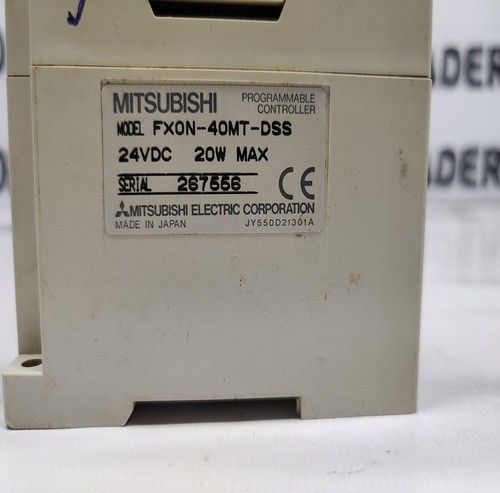 MITSUBISHI PROGRAMMABLE CONTROLLER
MODEL FX0N-40MT-DSS
24VDC 20W MAX
SERIAL 267556 CE
MITSUBISHI ELECTRIC CORPORATION
MADE IN JAPAN JY550D21301A
ADER
ADER